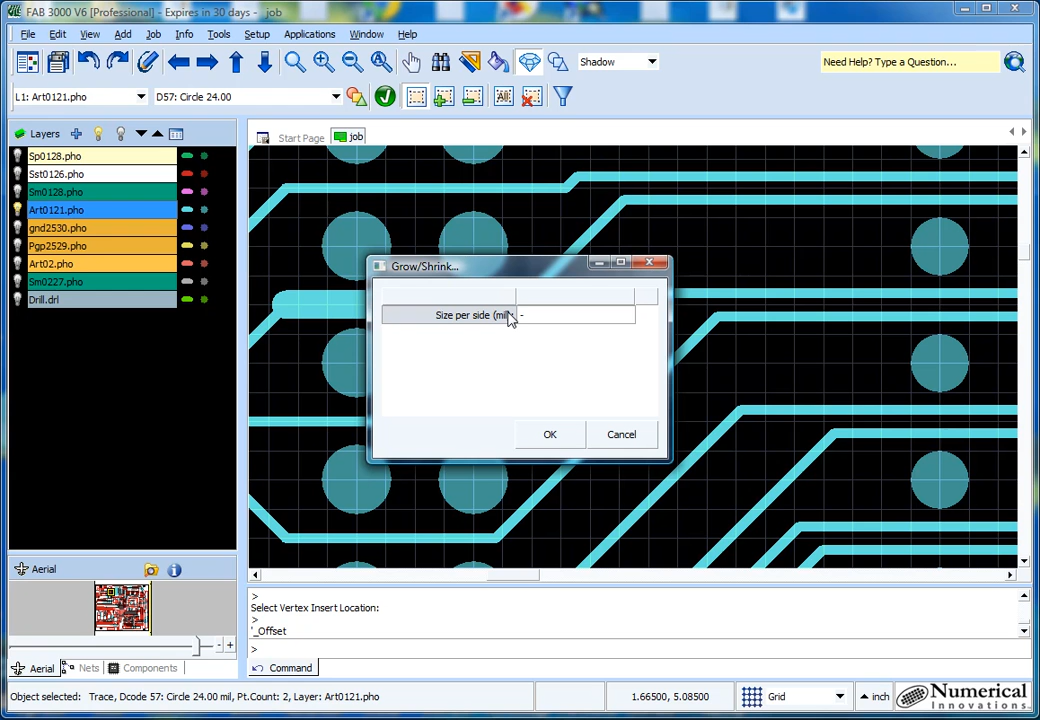 FAB 3000 V6 [Professional] - Expires in 30 days - job
File Edit View Add Job Info Tools Setup Applications Window Help
Shadow
Need Help? Type a Question...
L1: Art0121.pho
D57: Circle 24.00
All
Layers
Start Page
job
Sp0128.pho
Sst0126.pho
Sm0128.pho
Art0121.pho
gnd2530.pho
Pgp2529.pho
Art02.pho
Sm0227.pho
Drill.drl
Grow/Shrink...
Size per side (mil) -
OK Cancel
Aerial
>
Select Vertex Insert Location:
>
'_Offset
>
- +
Aerial Nets Components
Command
Object selected: Trace, Dcode 57: Circle 24.00 mil, Pt.Count: 2, Layer: Art0121.pho
1.66500, 5.08500
Grid
inch
Numerical
Innovations.